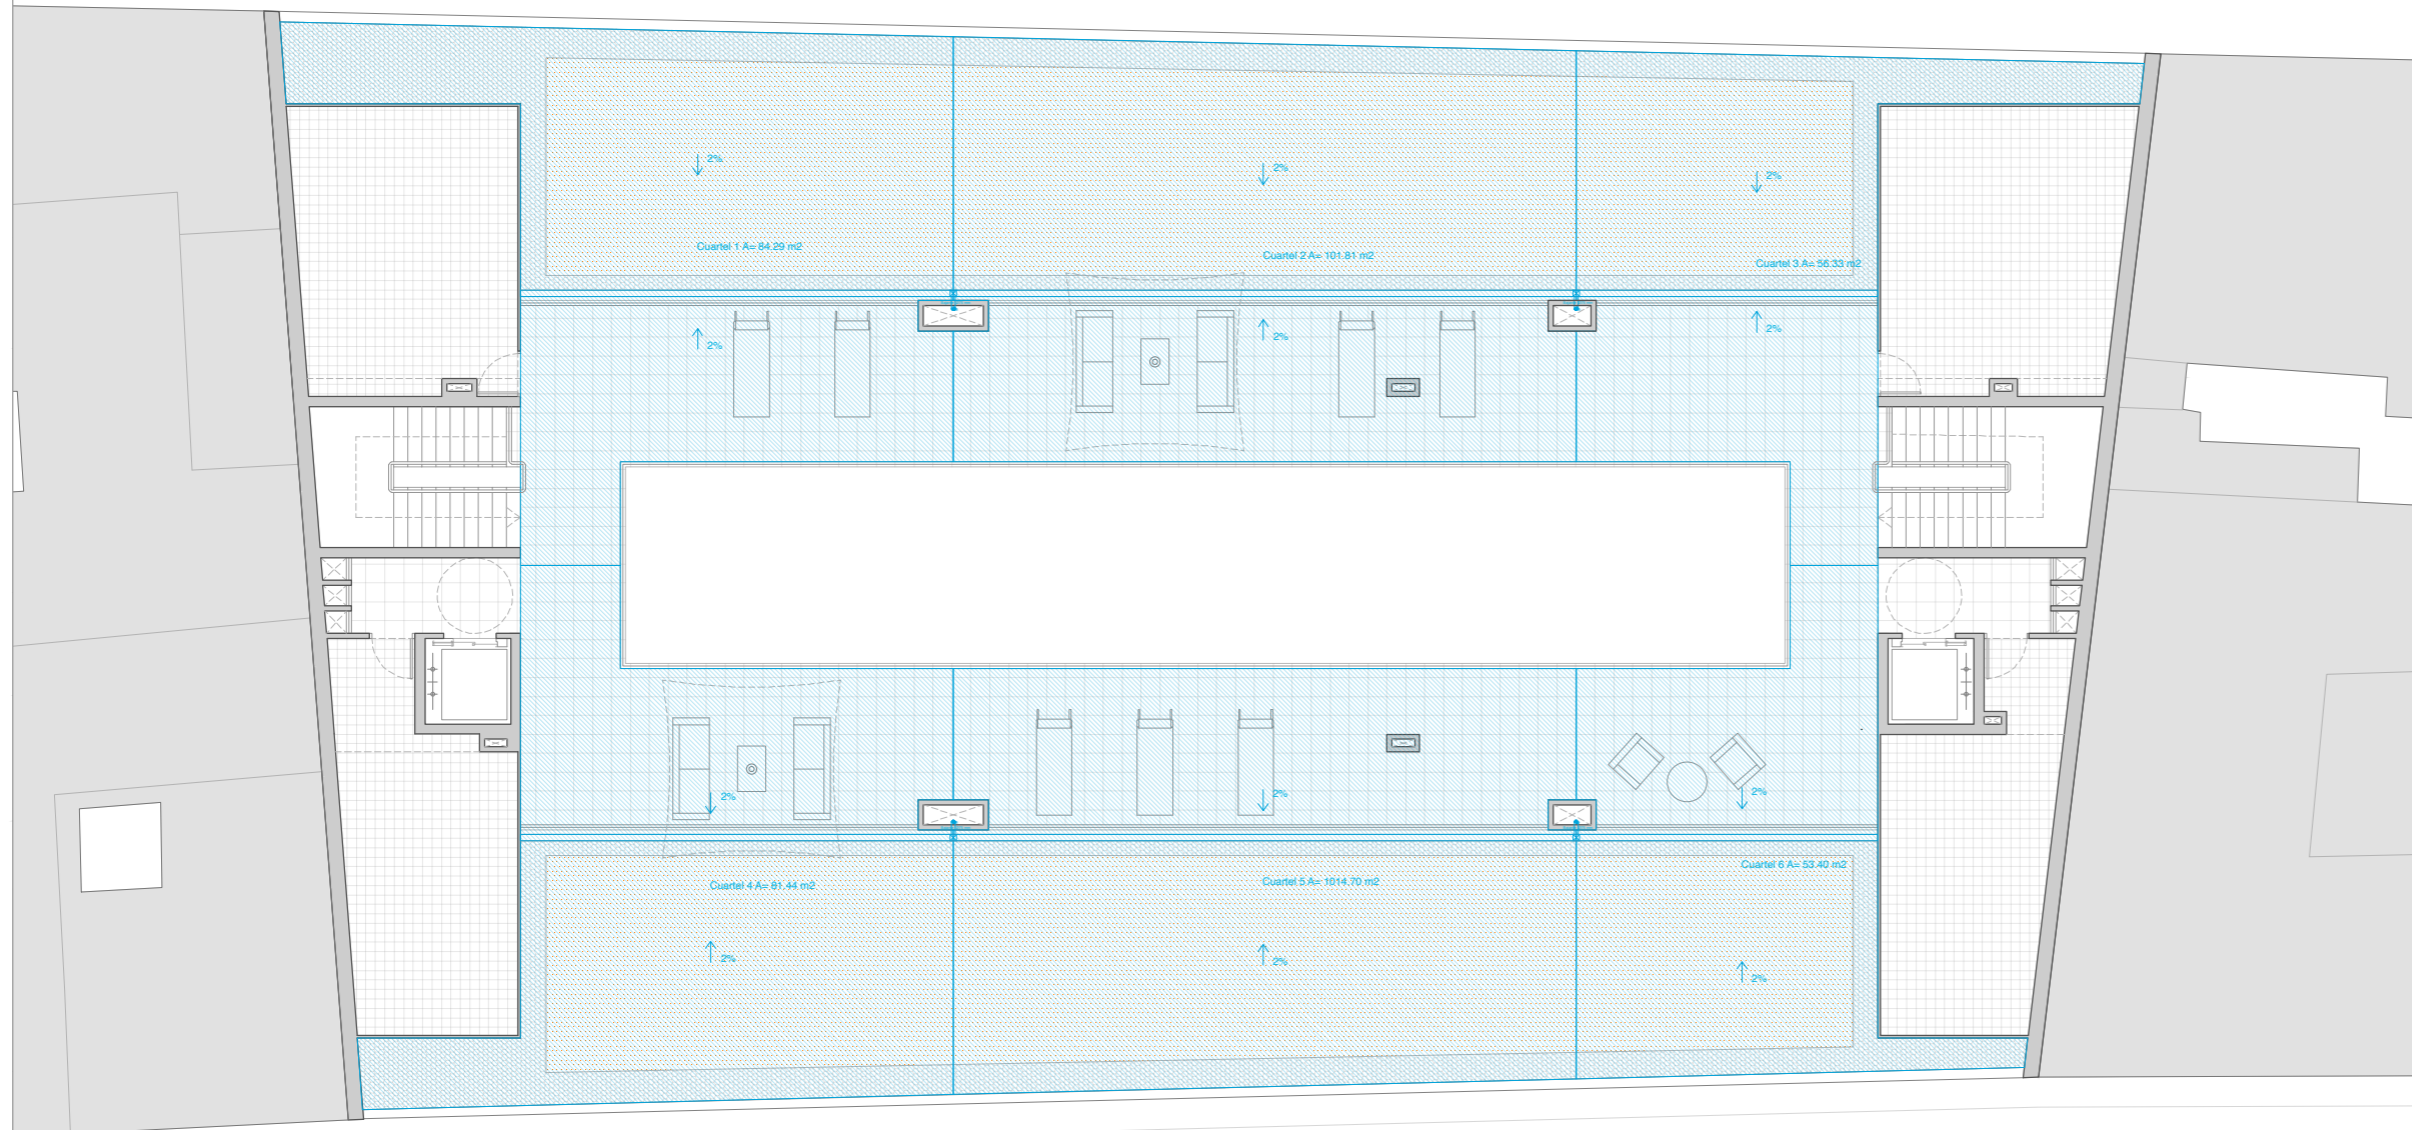 2%
2%
2%
Cuartel 1 A= 84.29 m2
Cuartel 2 A= 101.81 m2
Cuartel 3 A= 56.33 m2
2%
2%
2%
2%
2%
2%
Cuartel 4 A= 81.44 m2
Cuartel 5 A= 1014.70 m2
Cuartel 6 A= 53.40 m2
2%
2%
2%